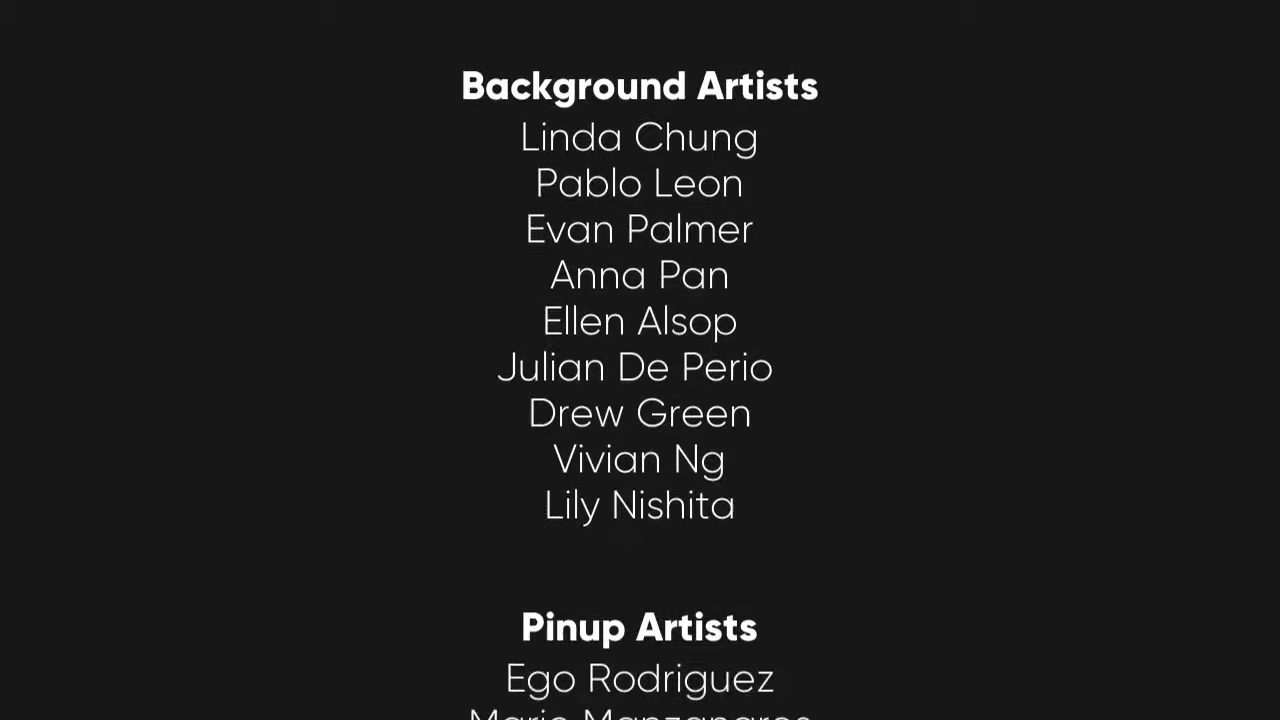 Background Artists
Linda Chung
Pablo Leon
Evan Palmer
Anna Pan
Ellen Alsop
Julian De Perio
Drew Green
Vivian Ng
Lily Nishita
Pinup Artists
Ego Rodriguez